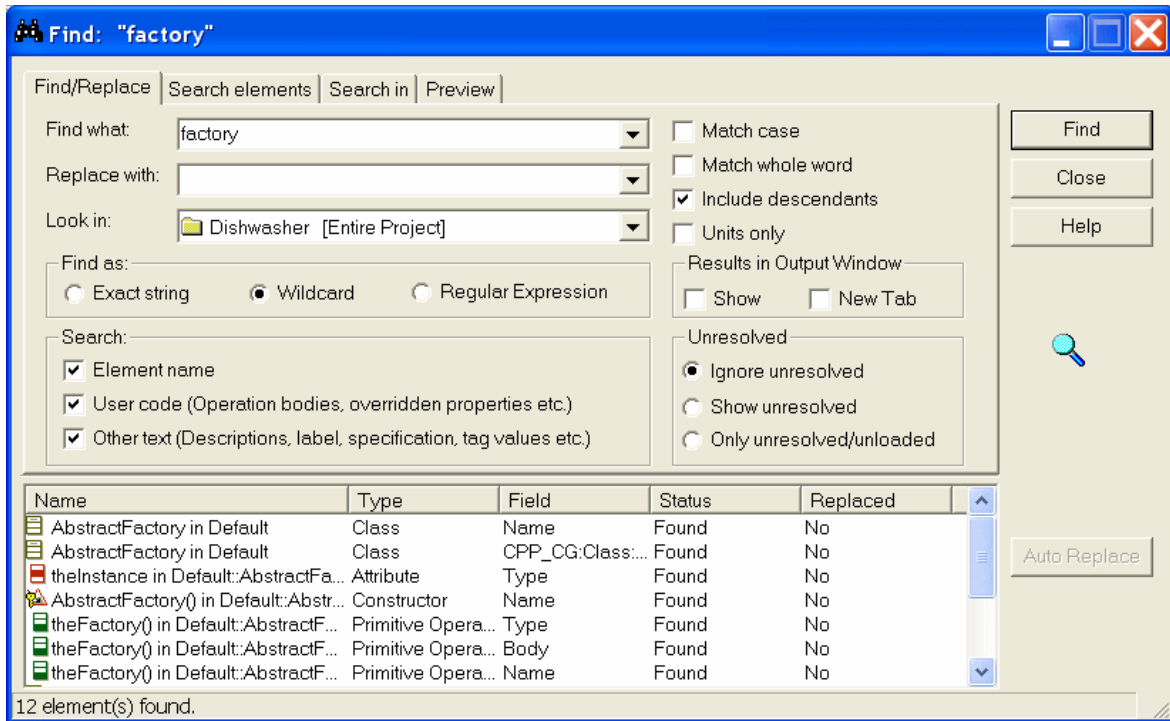 Find: "factory"
Find/Replace Search elements Search in Preview
Find what: factory
Replace with:
Look in: Dishwasher [Entire Project]
Match case
Match whole word
Include descendants
Units only
Find
Close
Help
Find as:
Exact string Wildcard Regular Expression
Results in Output Window
Show New Tab
Search:
Element name
User code (Operation bodies, overridden properties etc.)
Other text (Descriptions, label, specification, tag values etc.)
Unresolved
Ignore unresolved
Show unresolved
Only unresolved/unloaded
Name Type Field Status Replaced
AbstractFactory in Default Class Name Found No
AbstractFactory in Default Class CPP_CG:Class:... Found No
theInstance in Default::AbstractFa... Attribute Type Found No
AbstractFactory() in Default::Abstr... Constructor Name Found No
theFactory() in Default::AbstractF... Primitive Opera... Type Found No
theFactory() in Default::AbstractF... Primitive Opera... Body Found No
theFactory() in Default::AbstractF... Primitive Opera... Name Found No
Auto Replace
12 element(s) found.